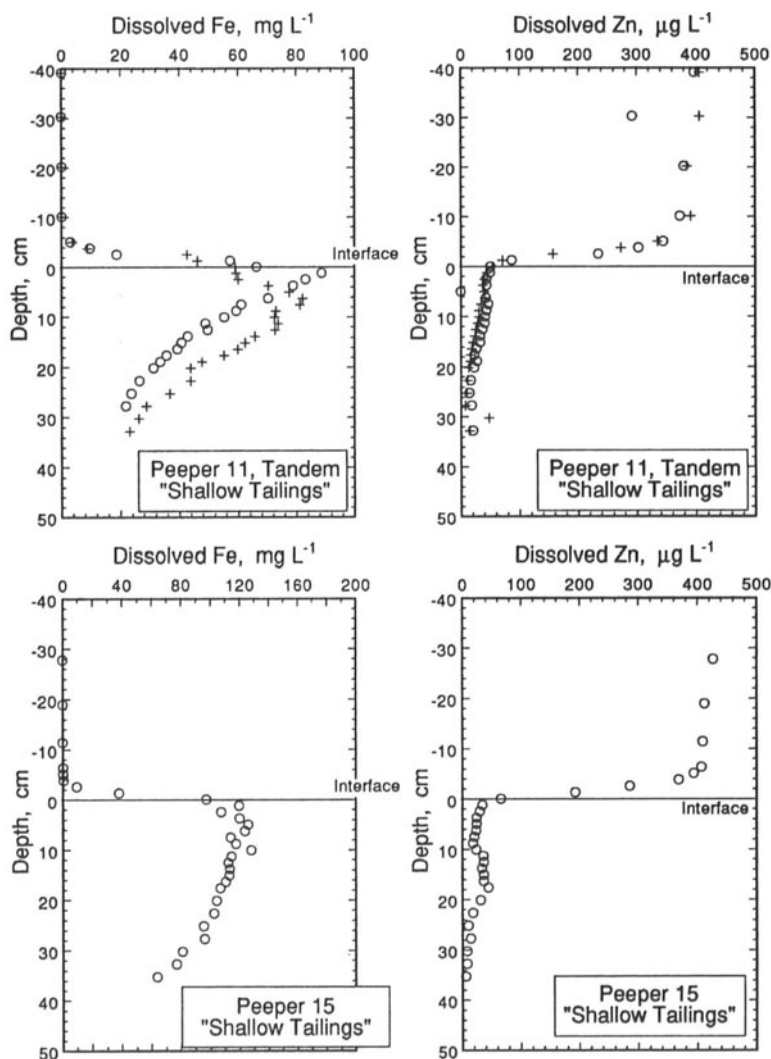 Dissolved Fe, mg L⁻¹
0 20 40 60 80 100
-40
-30
-20
-10
0
10
20
30
40
50
Depth, cm
Interface
Peeper 11, Tandem
"Shallow Tailings"
Dissolved Zn, µg L⁻¹
0 100 200 300 400 500
-40
-30
-20
-10
0
10
20
30
40
50
Depth, cm
Interface
Peeper 11, Tandem
"Shallow Tailings"
Dissolved Fe, mg L⁻¹
0 40 80 120 160 200
-40
-30
-20
-10
0
10
20
30
40
50
Depth, cm
Interface
Peeper 15
"Shallow Tailings"
Dissolved Zn, µg L⁻¹
0 100 200 300 400 500
-40
-30
-20
-10
0
10
20
30
40
50
Depth, cm
Interface
Peeper 15
"Shallow Tailings"